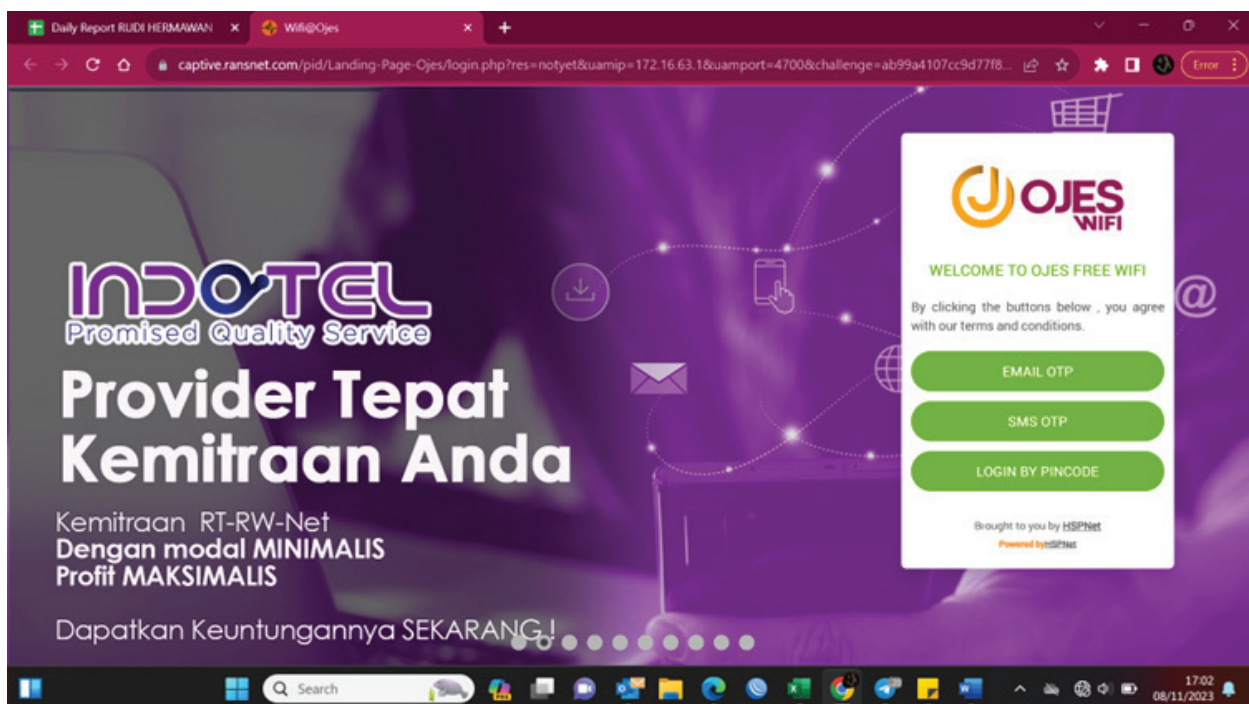 Daily Report RUDI HERMAWAN
Wifi@Ojes
captive.ransnet.com/pid/Landing-Page-Ojes/login.php?res=notyet&uamip=172.16.63.1&uamport=4700&challenge=ab99a4107cc9d77f8...
Error
INDOTEL
Promised Quality Service
Provider Tepat
Kemitraan Anda
Kemitraan RT-RW-Net
Dengan modal MINIMALIS
Profit MAKSIMALIS
Dapatkan Keuntungannya SEKARANG !
OJES
WIFI
WELCOME TO OJES FREE WIFI
By clicking the buttons below , you agree
with our terms and conditions.
EMAIL OTP
SMS OTP
LOGIN BY PINCODE
Brought to you by HSPNet
Powered byHSPNet
@
Search
17:02
08/11/2023